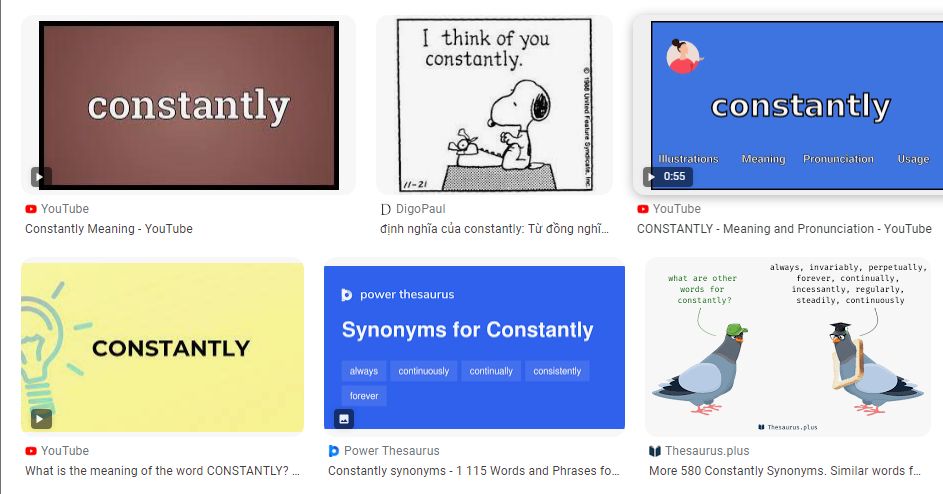 constantly
YouTube
Constantly Meaning - YouTube
I think of you
constantly.
© 1988 United Feature Syndicate, Inc.
11-21
DigoPaul
định nghĩa của constantly: Từ đồng nghĩ...
constantly
Illustrations Meaning Pronunciation Usage
0:55
YouTube
CONSTANTLY - Meaning and Pronunciation - YouTube
CONSTANTLY
YouTube
What is the meaning of the word CONSTANTLY? ...
power thesaurus
Synonyms for Constantly
always continuously continually consistently
forever
Power Thesaurus
Constantly synonyms - 1 115 Words and Phrases fo...
what are other
words for
constantly?
always, invariably, perpetually,
forever, continually,
incessantly, regularly,
steadily, continuously
Thesaurus.plus
Thesaurus.plus
More 580 Constantly Synonyms. Similar words f...